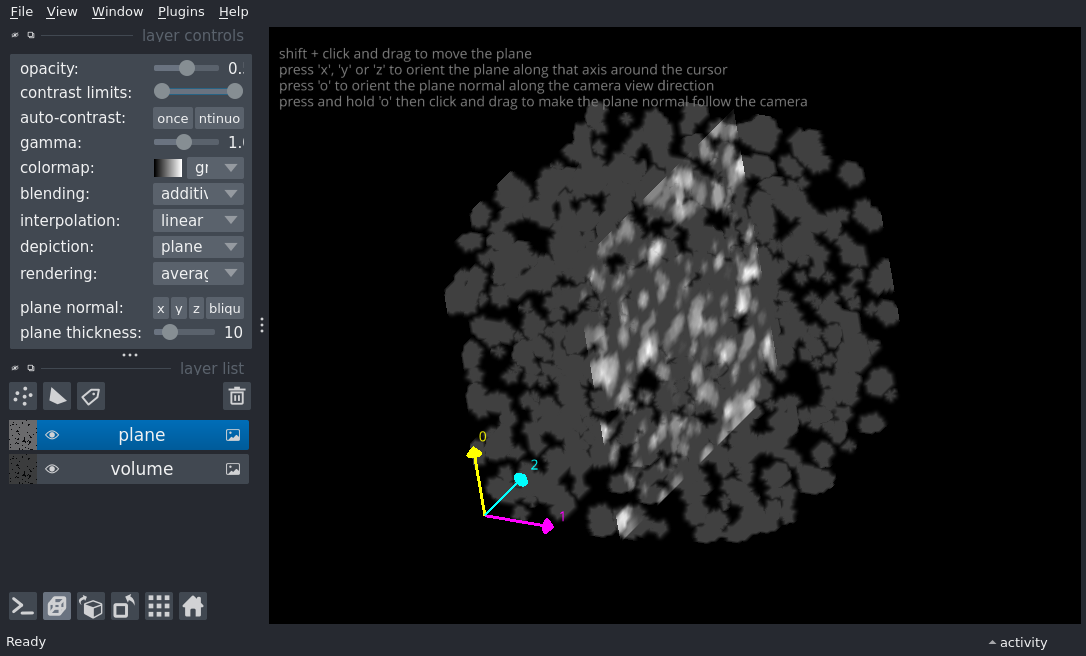 File View Window Plugins Help
layer controls
opacity: 0.
contrast limits:
auto-contrast: once ntinuo
gamma: 1.
colormap: gr
blending: additiv
interpolation: linear
depiction: plane
rendering: averag
plane normal: x y z bliqu
plane thickness: 10
layer list
plane
volume
shift + click and drag to move the plane
press 'x', 'y' or 'z' to orient the plane along that axis around the cursor
press 'o' to orient the plane normal along the camera view direction
press and hold 'o' then click and drag to make the plane normal follow the camera
0
2
1
Ready
activity